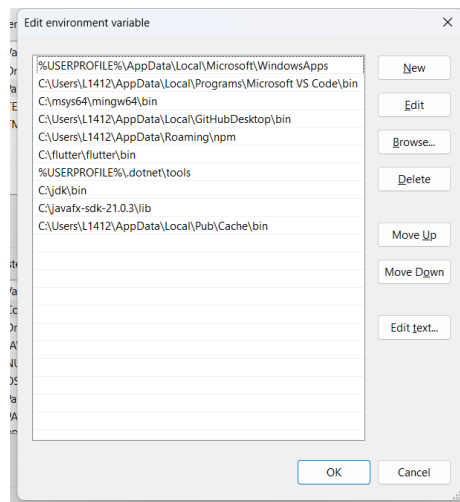 Edit environment variable
%USERPROFILE%\AppData\Local\Microsoft\WindowsApps
C:\Users\L1412\AppData\Local\Programs\Microsoft VS Code\bin
C:\msys64\mingw64\bin
C:\Users\L1412\AppData\Local\GitHubDesktop\bin
C:\Users\L1412\AppData\Roaming\npm
C:\flutter\flutter\bin
%USERPROFILE%\.dotnet\tools
C:\jdk\bin
C:\javafx-sdk-21.0.3\lib
C:\Users\L1412\AppData\Local\Pub\Cache\bin
New
Edit
Browse...
Delete
Move Up
Move Down
Edit text...
OK
Cancel